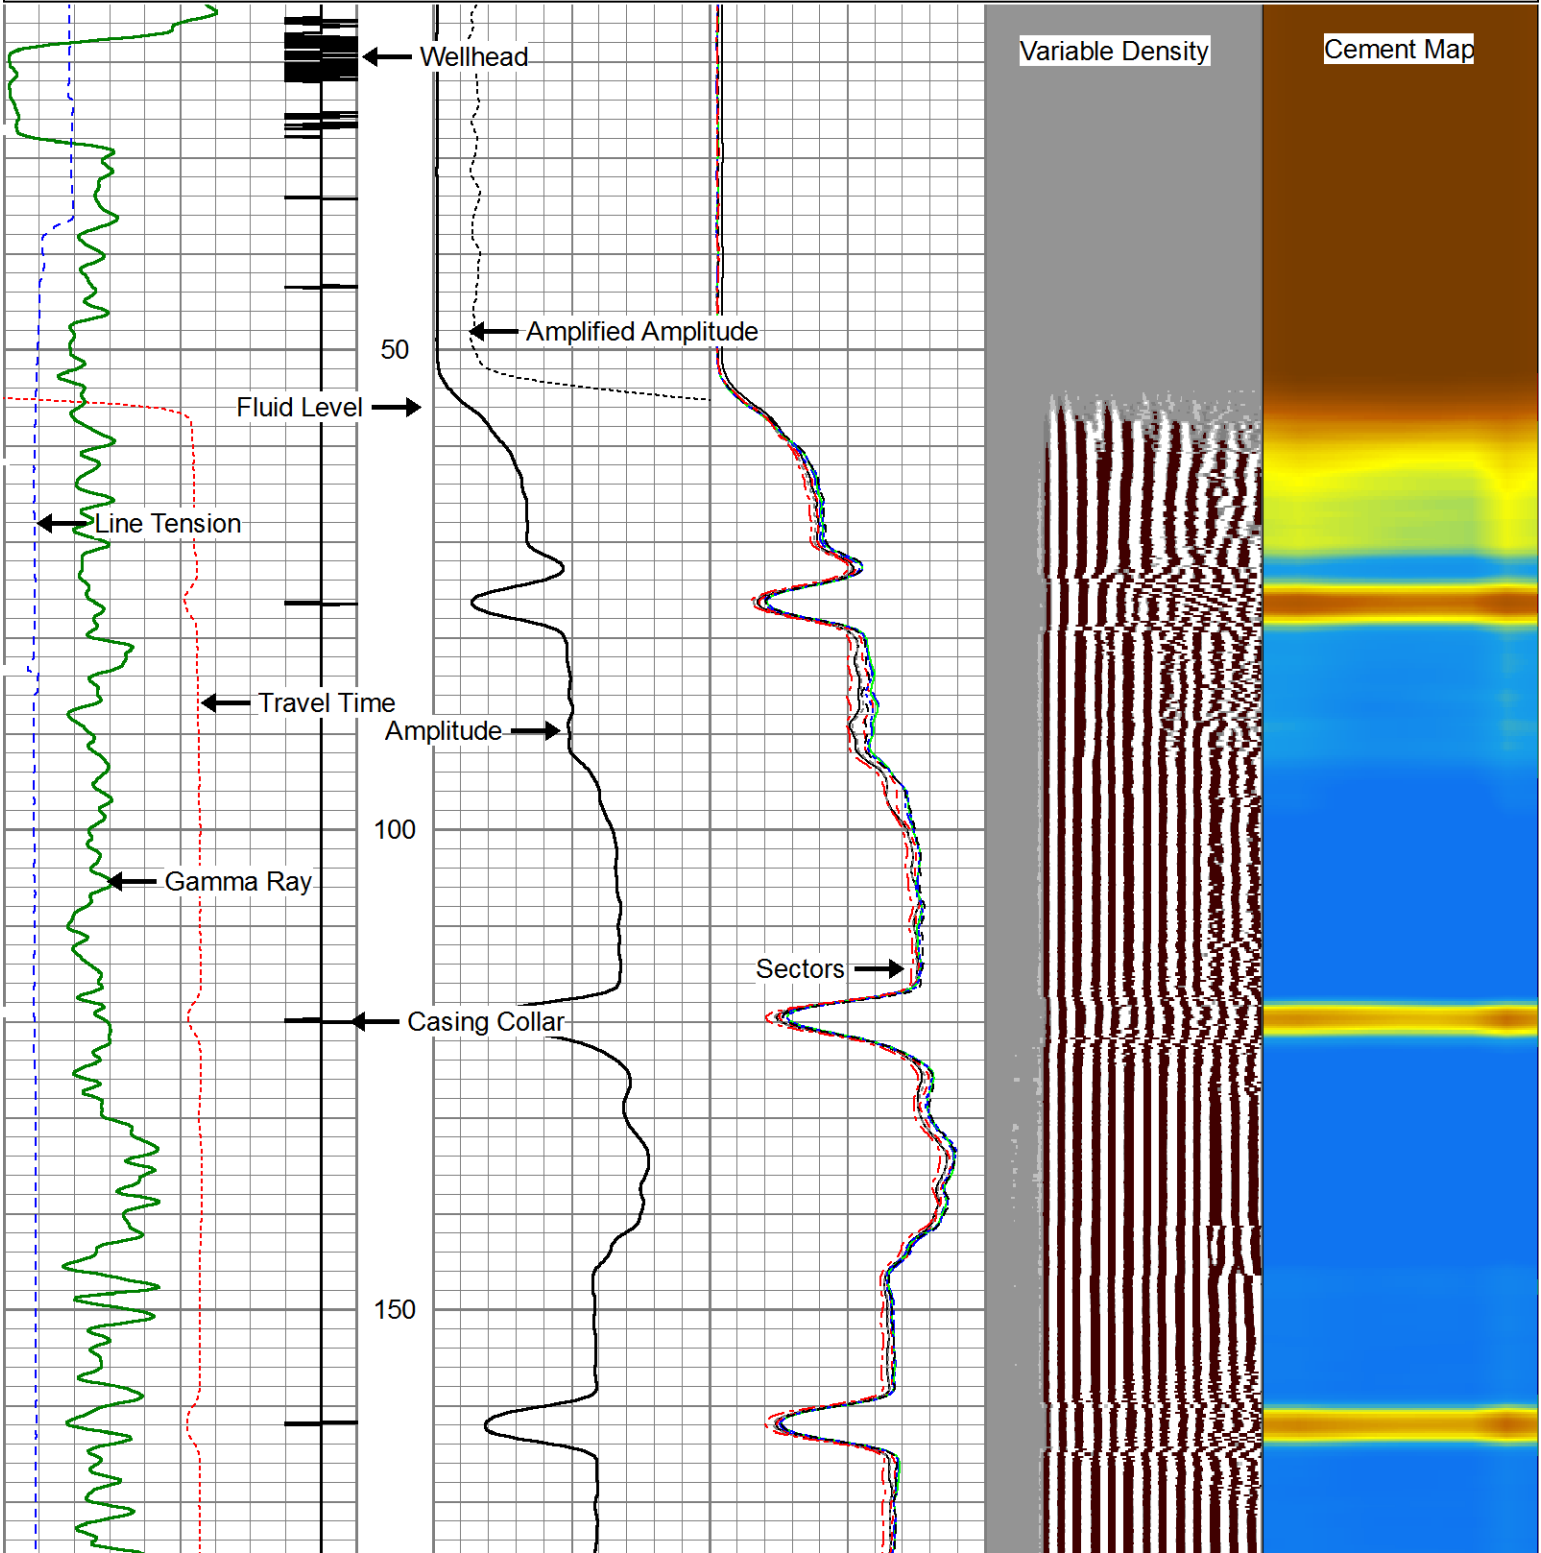 Wellhead
Variable Density
Cement Map
Amplified Amplitude
50
Fluid Level
Line Tension
Travel Time
Amplitude
100
Gamma Ray
Sectors
Casing Collar
150